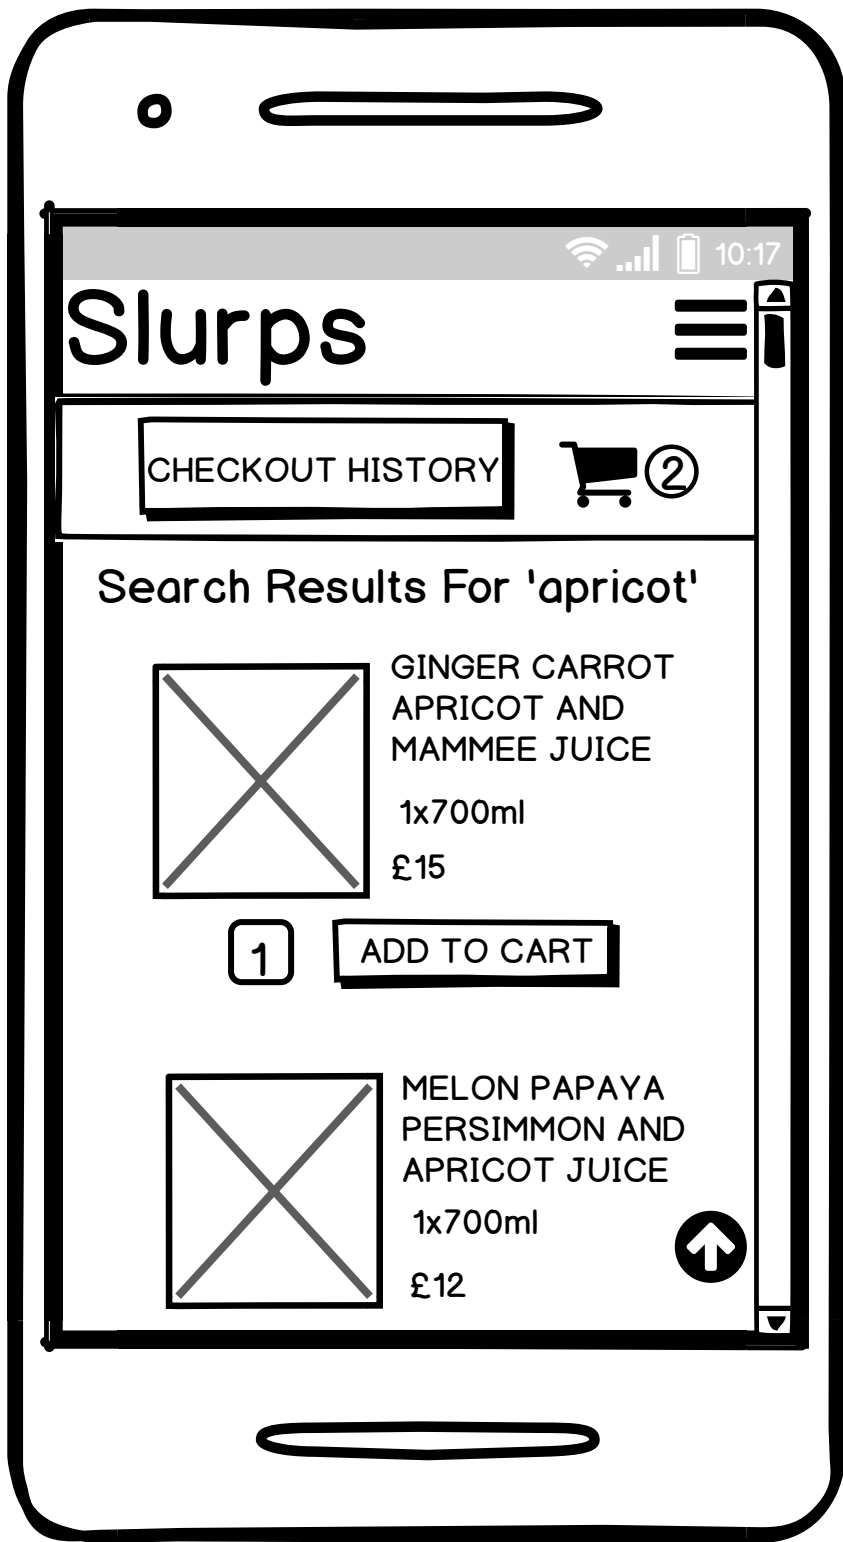 10:17
Slurps
CHECKOUT HISTORY
2
Search Results For 'apricot'
GINGER CARROT
APRICOT AND
MAMMEE JUICE
1x700ml
£15
1
ADD TO CART
MELON PAPAYA
PERSIMMON AND
APRICOT JUICE
1x700ml
£12